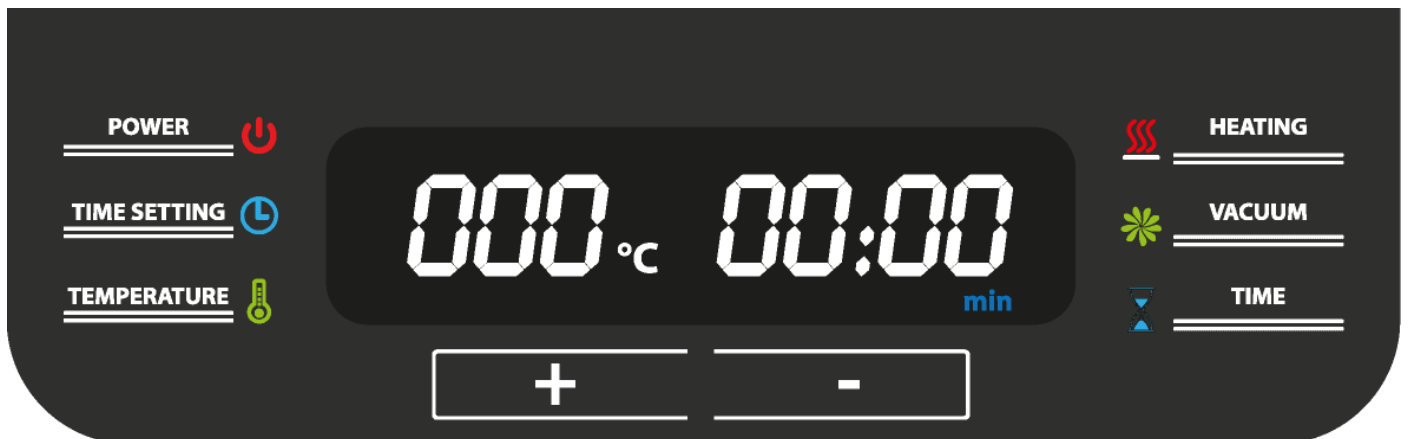 POWER
TIME SETTING
TEMPERATURE
000 °C 00:00
min
+ -
HEATING
VACUUM
TIME